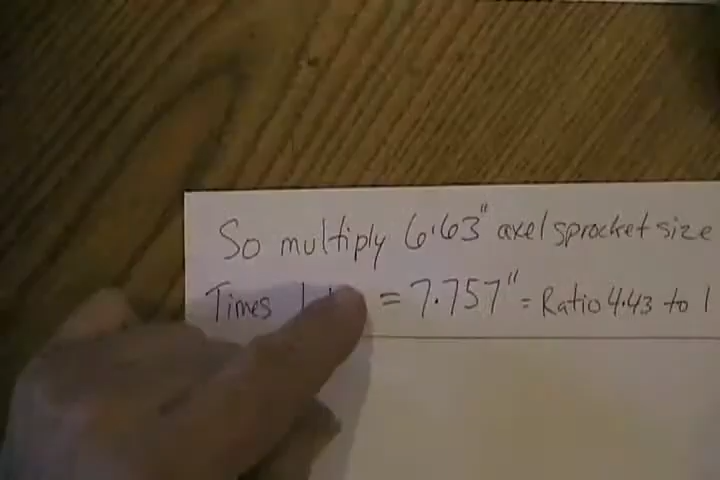 So multiply 6.63" axel sprocket size
Times = 7.757" = Ratio 4.43 to 1